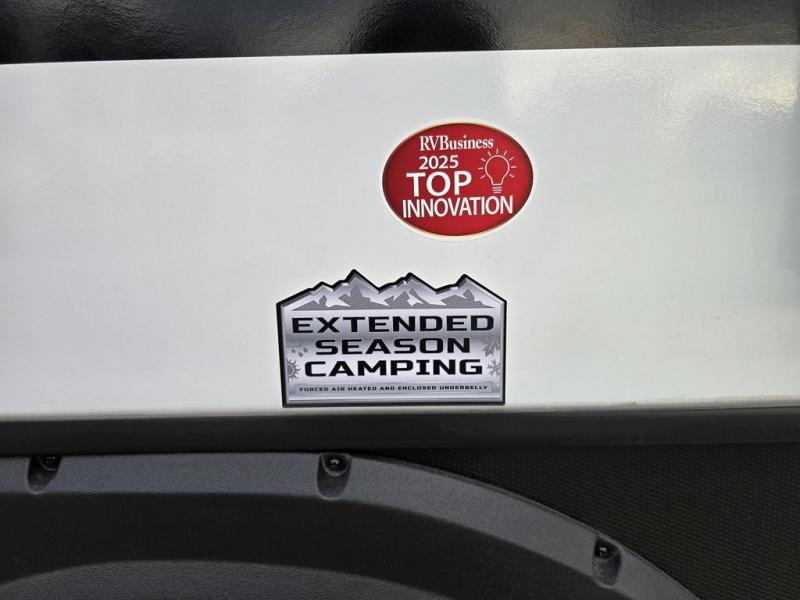 RVBusiness
2025
TOP
INNOVATION
EXTENDED
SEASON
CAMPING
FORCED AIR HEATED AND ENCLOSED UNDERBELLY